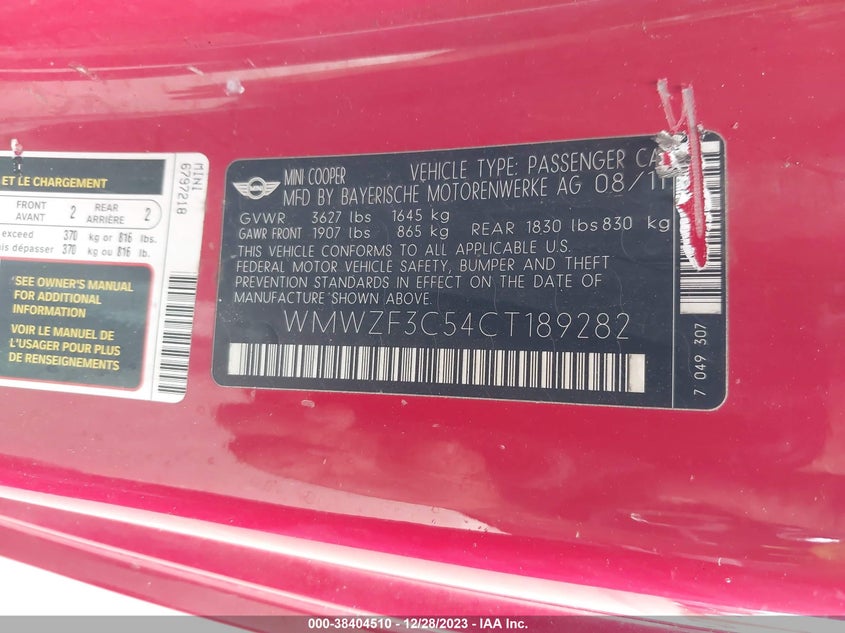 ET LE CHARGEMENT
FRONT
AVANT
2
REAR
ARRIÈRE
2
exceed 370 kg or 816 lbs.
dépasser 370 kg ou 816 lb.
SEE OWNER'S MANUAL
FOR ADDITIONAL
INFORMATION
VOIR LE MANUEL DE
L'USAGER POUR PLUS DE
RENSEIGNEMENTS
MINI
6797218
MINI
MINI COOPER VEHICLE TYPE: PASSENGER
MFD BY BAYERISCHE MOTORENWERKE AG 08/11
GVWR 3627 lbs 1645 kg
GAWR FRONT 1907 lbs 865 kg REAR 1830 lbs 830 kg
THIS VEHICLE CONFORMS TO ALL APPLICABLE U.S.
FEDERAL MOTOR VEHICLE SAFETY, BUMPER AND THEFT
PREVENTION STANDARDS IN EFFECT ON THE DATE OF
MANUFACTURE SHOWN ABOVE.
WMWZF3C54CT189282
7 049 307
000-38404510 - 12/28/2023 - IAA Inc.